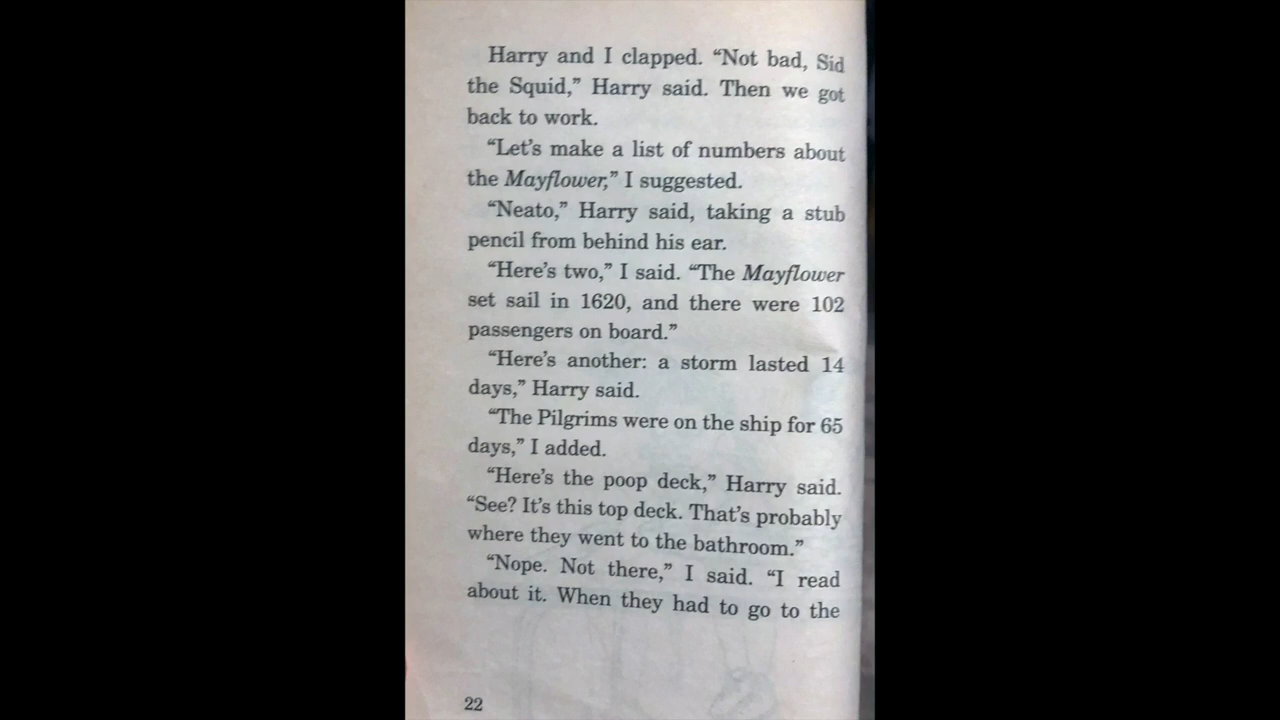 Harry and I clapped. “Not bad, Sid
the Squid,” Harry said. Then we got
back to work.
“Let’s make a list of numbers about
the Mayflower,” I suggested.
“Neato,” Harry said, taking a stub
pencil from behind his ear.
“Here’s two,” I said. “The Mayflower
set sail in 1620, and there were 102
passengers on board.”
“Here’s another: a storm lasted 14
days,” Harry said.
“The Pilgrims were on the ship for 65
days,” I added.
“Here’s the poop deck,” Harry said.
“See? It’s this top deck. That’s probably
where they went to the bathroom.”
“Nope. Not there,” I said. “I read
about it. When they had to go to the
22